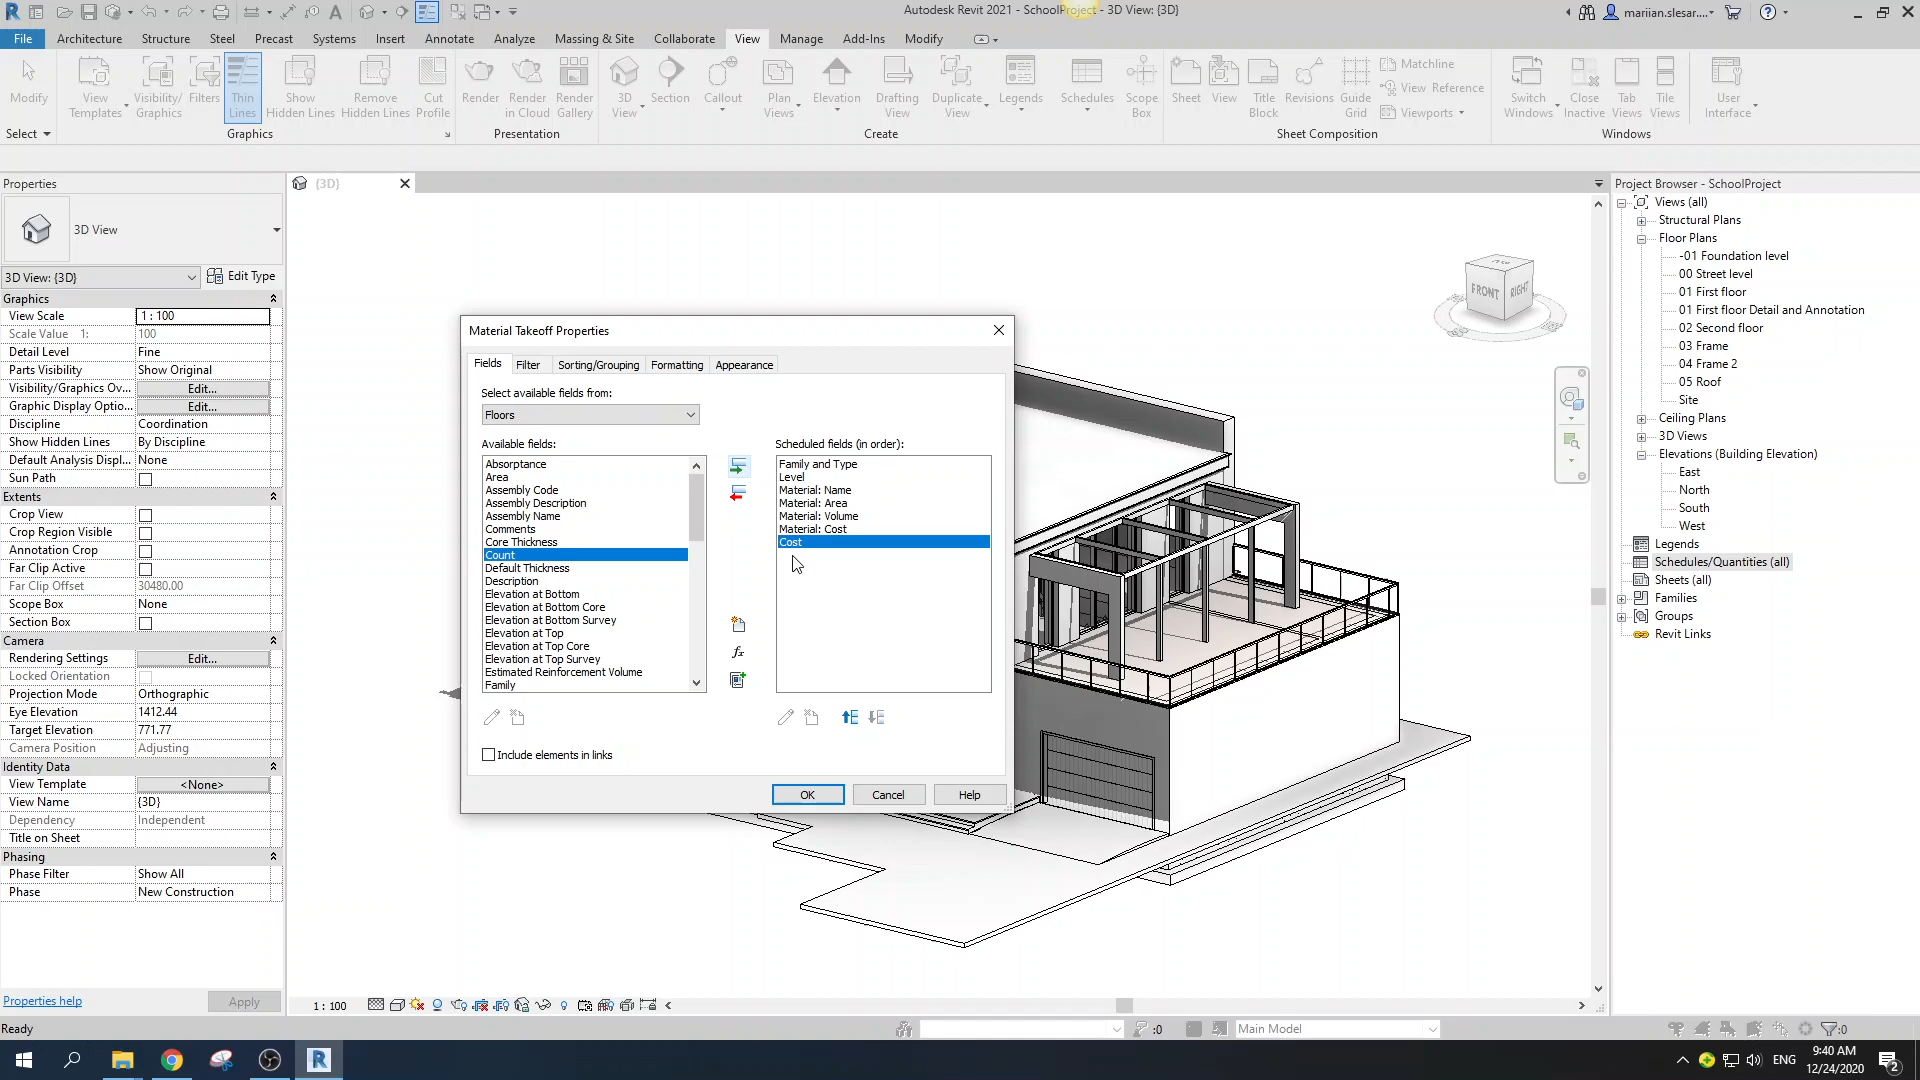 Autodesk Revit 2021 - SchoolProject - 3D View: {3D}
mariian.slesar...
File Architecture Structure Steel Precast Systems Insert Annotate Analyze Massing & Site Collaborate View Manage Add-Ins Modify
Modify
View Templates
Visibility/ Graphics
Filters
Thin Lines
Show Hidden Lines
Remove Hidden Lines
Cut Profile
Render
Render in Cloud
Render Gallery
3D View
Section
Callout
Plan Views
Elevation
Drafting View
Duplicate View
Legends
Schedules
Scope Box
Sheet
View
Title Block
Revisions
Guide Grid
Matchline
View Reference
Viewports
Switch Windows
Close Inactive
Tab Views
Tile Views
User Interface
Select
Graphics
Presentation
Create
Sheet Composition
Windows
Properties
3D View
3D View: {3D}
Edit Type
Graphics
View Scale 1 : 100
Scale Value 1: 100
Detail Level Fine
Parts Visibility Show Original
Visibility/Graphics Ov... Edit...
Graphic Display Optio... Edit...
Discipline Coordination
Show Hidden Lines By Discipline
Default Analysis Displ... None
Sun Path
Extents
Crop View
Crop Region Visible
Annotation Crop
Far Clip Active
Far Clip Offset 30480.00
Scope Box None
Section Box
Camera
Rendering Settings Edit...
Locked Orientation
Projection Mode Orthographic
Eye Elevation 1412.44
Target Elevation 771.77
Camera Position Adjusting
Identity Data
View Template <None>
View Name {3D}
Dependency Independent
Title on Sheet
Phasing
Phase Filter Show All
Phase New Construction
Properties help
Apply
{3D}
FRONT
RIGHT
Material Takeoff Properties
Fields Filter Sorting/Grouping Formatting Appearance
Select available fields from:
Floors
Available fields:
Absorptance
Area
Assembly Code
Assembly Description
Assembly Name
Comments
Core Thickness
Count
Default Thickness
Description
Elevation at Bottom
Elevation at Bottom Core
Elevation at Bottom Survey
Elevation at Top
Elevation at Top Core
Elevation at Top Survey
Estimated Reinforcement Volume
Family
Scheduled fields (in order):
Family and Type
Level
Material: Name
Material: Area
Material: Volume
Material: Cost
Cost
fx
Include elements in links
OK
Cancel
Help
Project Browser - SchoolProject
Views (all)
Structural Plans
Floor Plans
-01 Foundation level
00 Street level
01 First floor
01 First floor Detail and Annotation
02 Second floor
03 Frame
04 Frame 2
05 Roof
Site
Ceiling Plans
3D Views
Elevations (Building Elevation)
East
North
South
West
Legends
Schedules/Quantities (all)
Sheets (all)
Families
Groups
Revit Links
1 : 100
Ready
:0
Main Model
:0
ENG
9:40 AM
12/24/2020
2